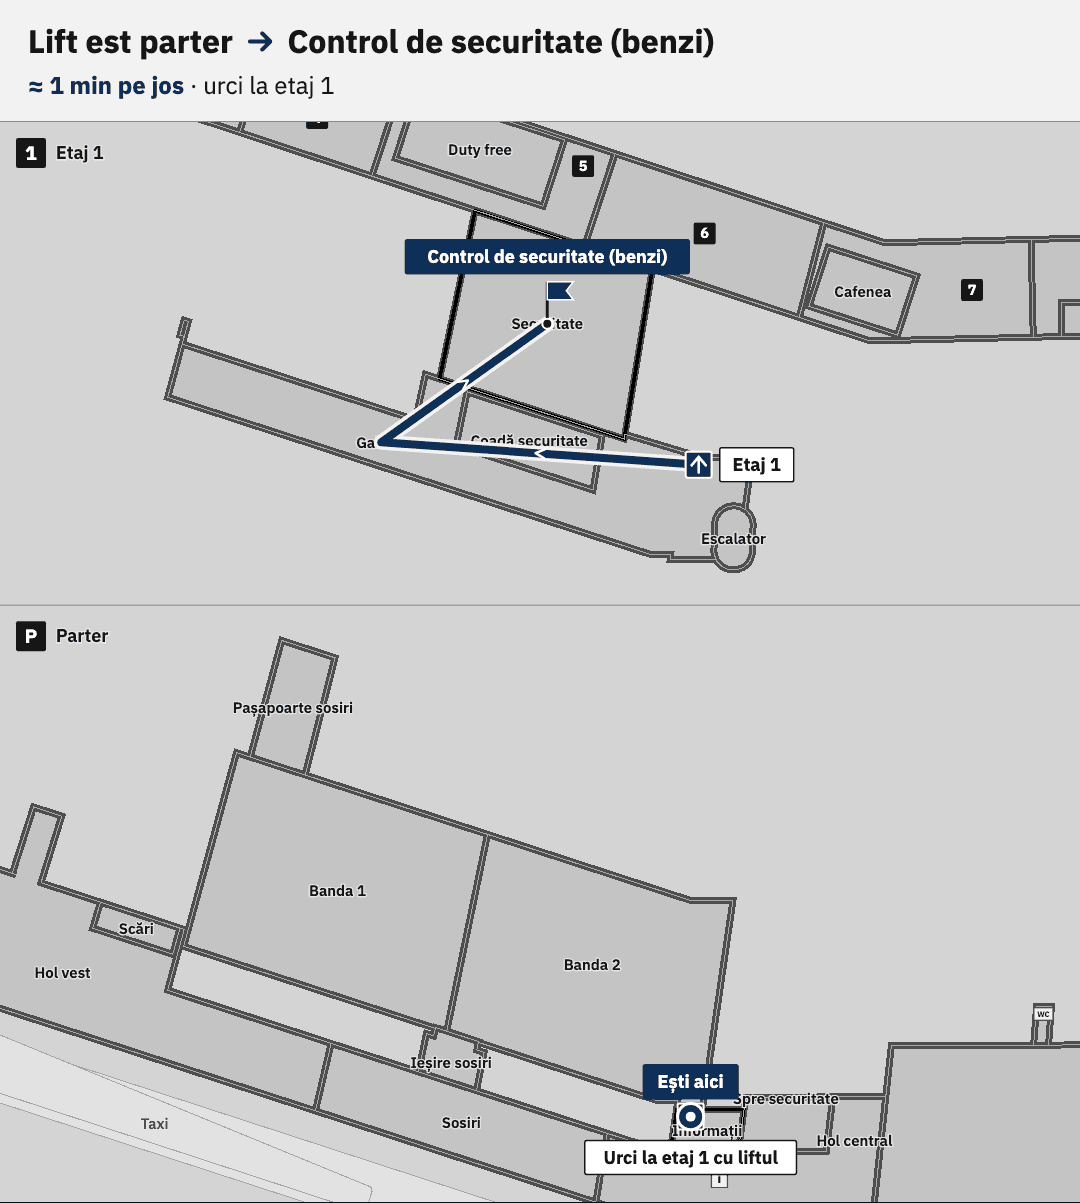 Lift est parter → Control de securitate (benzi)
≈ 1 min pe jos · urci la etaj 1
1 Etaj 1
Duty free
5
6
Control de securitate (benzi)
Cafenea
7
Coadă securitate
Etaj 1
Escalator
P Parter
Pașapoarte sosiri
Banda 1
Scări
Banda 2
Hol vest
WC
Ieșire sosiri
Ești aici
Spre securitate
Taxi
Sosiri
Informații
Hol central
Urci la etaj 1 cu liftul